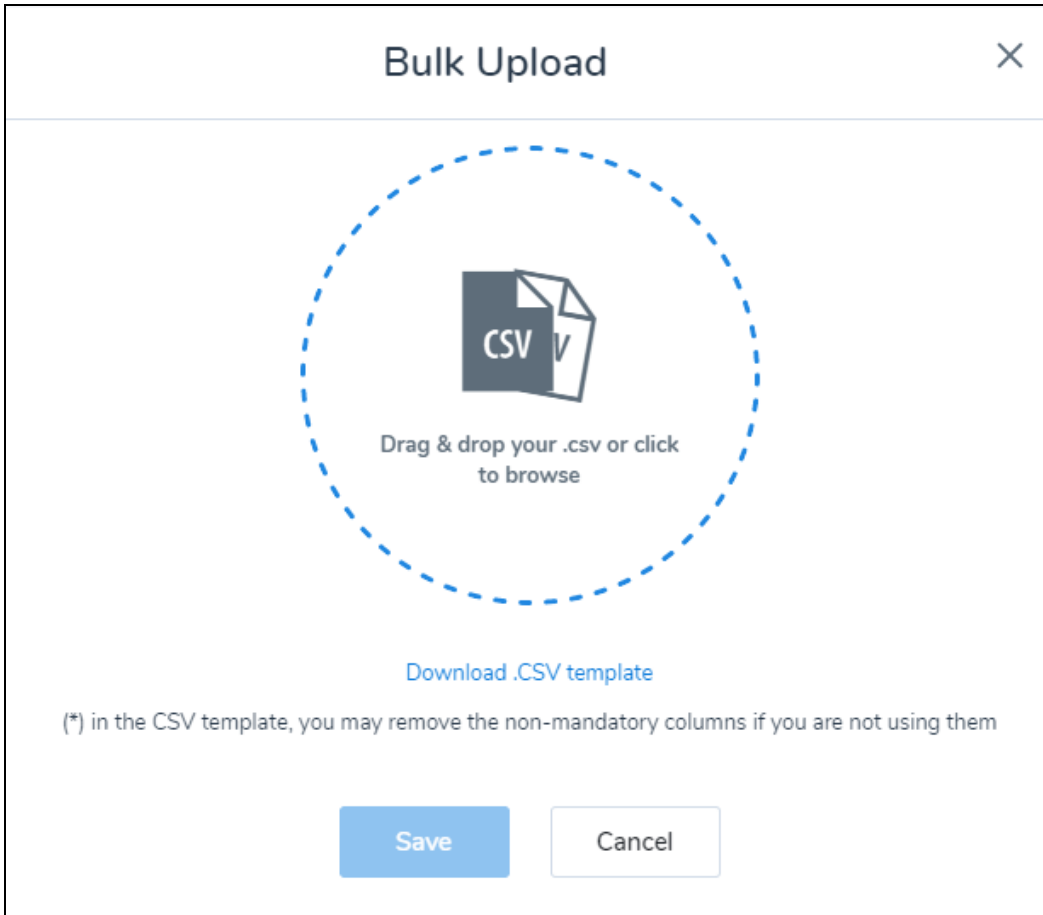 Bulk Upload
CSV
V
Drag & drop your .csv or click
to browse
Download .CSV template
(*) in the CSV template, you may remove the non-mandatory columns if you are not using them
Save
Cancel